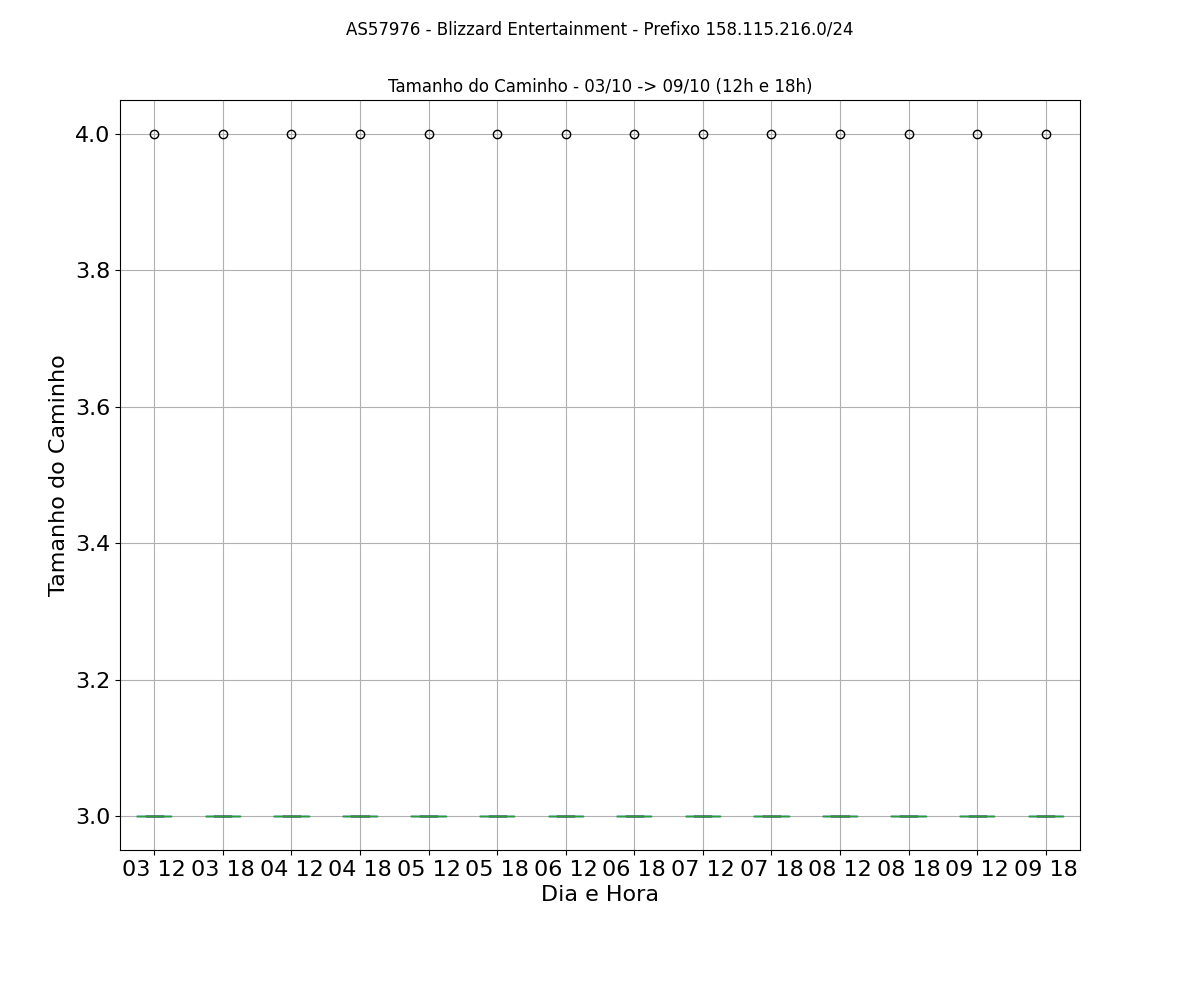 AS57976 - Blizzard Entertainment - Prefixo 158.115.216.0/24
Tamanho do Caminho - 03/10 -> 09/10 (12h e 18h)
4.0
3.8
3.6
3.4
3.2
3.0
Tamanho do Caminho
03 12 03 18 04 12 04 18 05 12 05 18 06 12 06 18 07 12 07 18 08 12 08 18 09 12 09 18
Dia e Hora